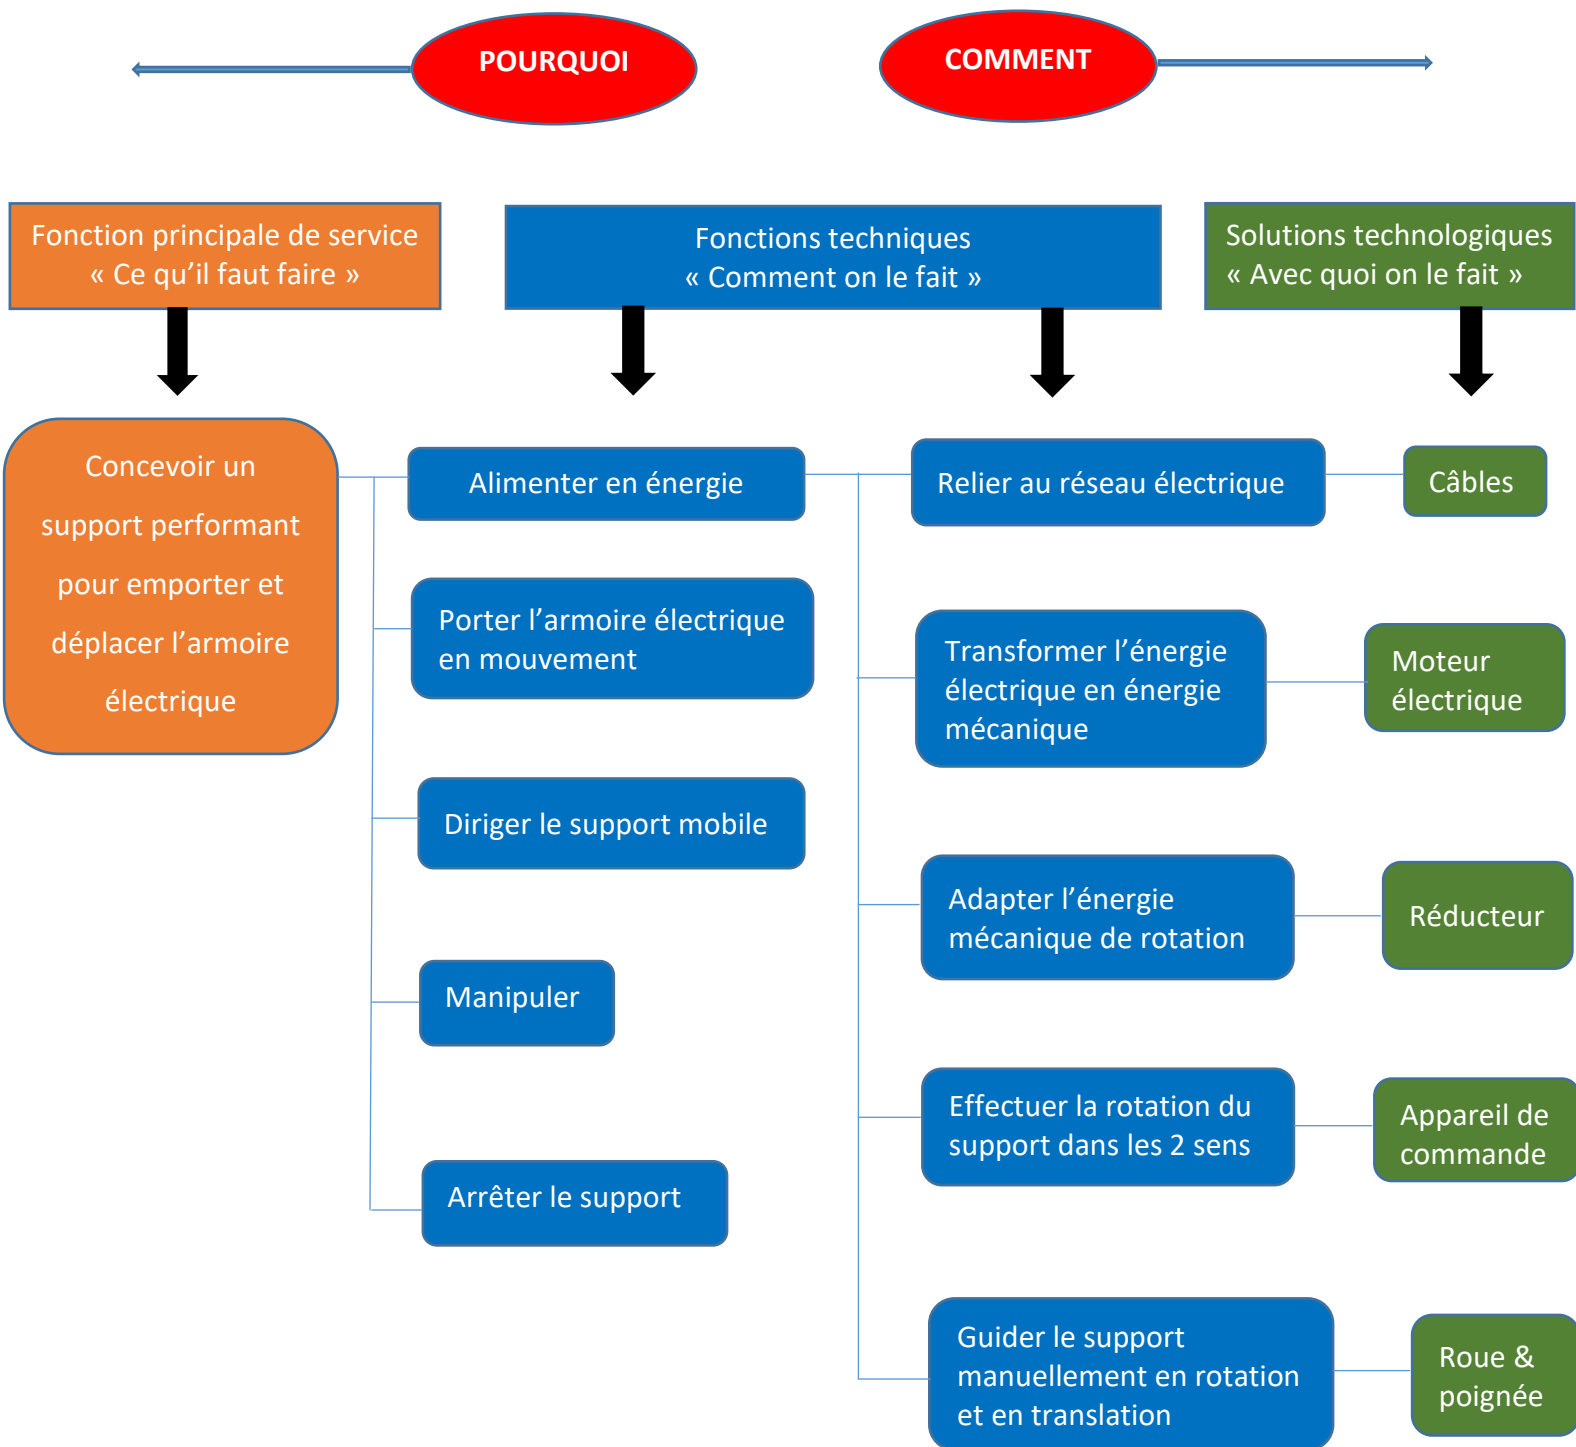 POURQUOI
COMMENT
Fonction principale de service
« Ce qu’il faut faire »
Fonctions techniques
« Comment on le fait »
Solutions technologiques
« Avec quoi on le fait »
Concevoir un
support performant
pour emporter et
déplacer l’armoire
électrique
Alimenter en énergie
Relier au réseau électrique
Câbles
Porter l’armoire électrique
en mouvement
Transformer l’énergie
électrique en énergie
mécanique
Moteur
électrique
Diriger le support mobile
Adapter l’énergie
mécanique de rotation
Réducteur
Manipuler
Effectuer la rotation du
support dans les 2 sens
Appareil de
commande
Arrêter le support
Guider le support
manuellement en rotation
et en translation
Roue &
poignée